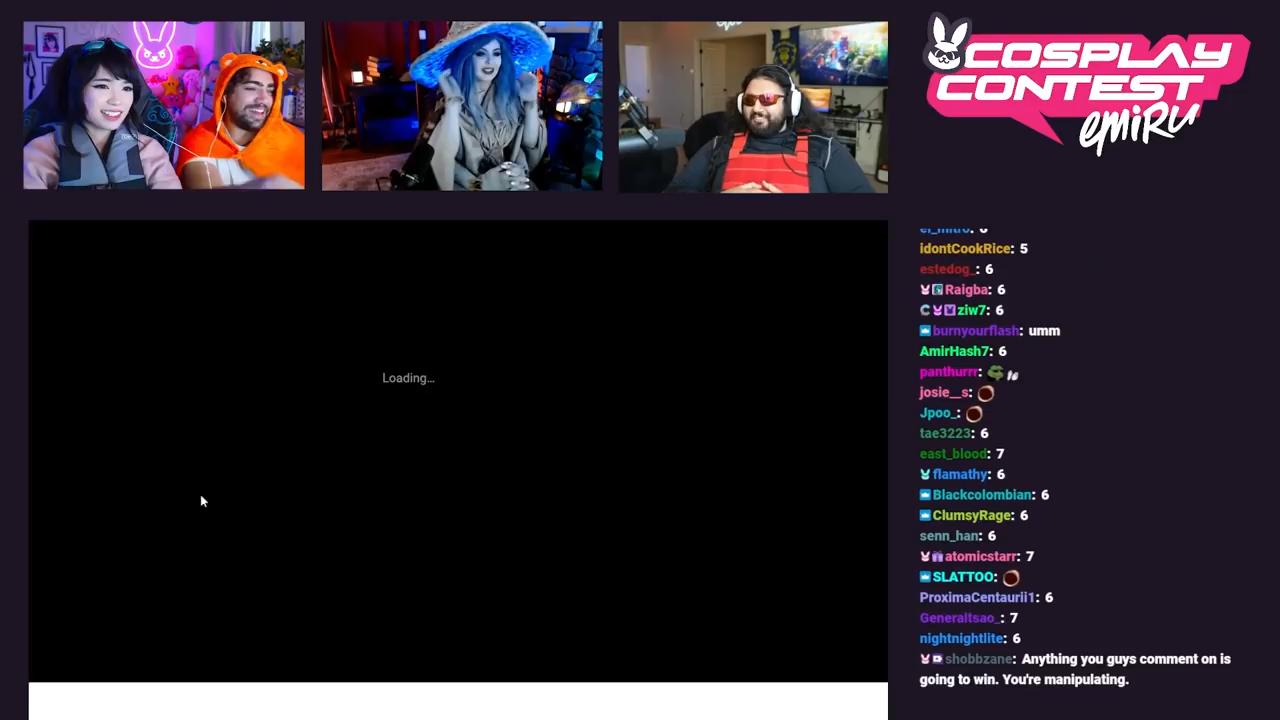 COSPLAY
CONTEST
emiru
Loading...
idontCookRice: 5
estedog_: 6
Raigba: 6
ziw7: 6
burnyourflash: umm
AmirHash7: 6
panthurrr:
josie__s:
Jpoo_:
tae3223: 6
east_blood: 7
flamathy: 6
Blackcolombian: 6
ClumsyRage: 6
senn_han: 6
atomicstarr: 7
SLATTOO:
ProximaCentaurii1: 6
Generaltsao_: 7
nightnightlite: 6
shobbzane: Anything you guys comment on is
going to win. You're manipulating.